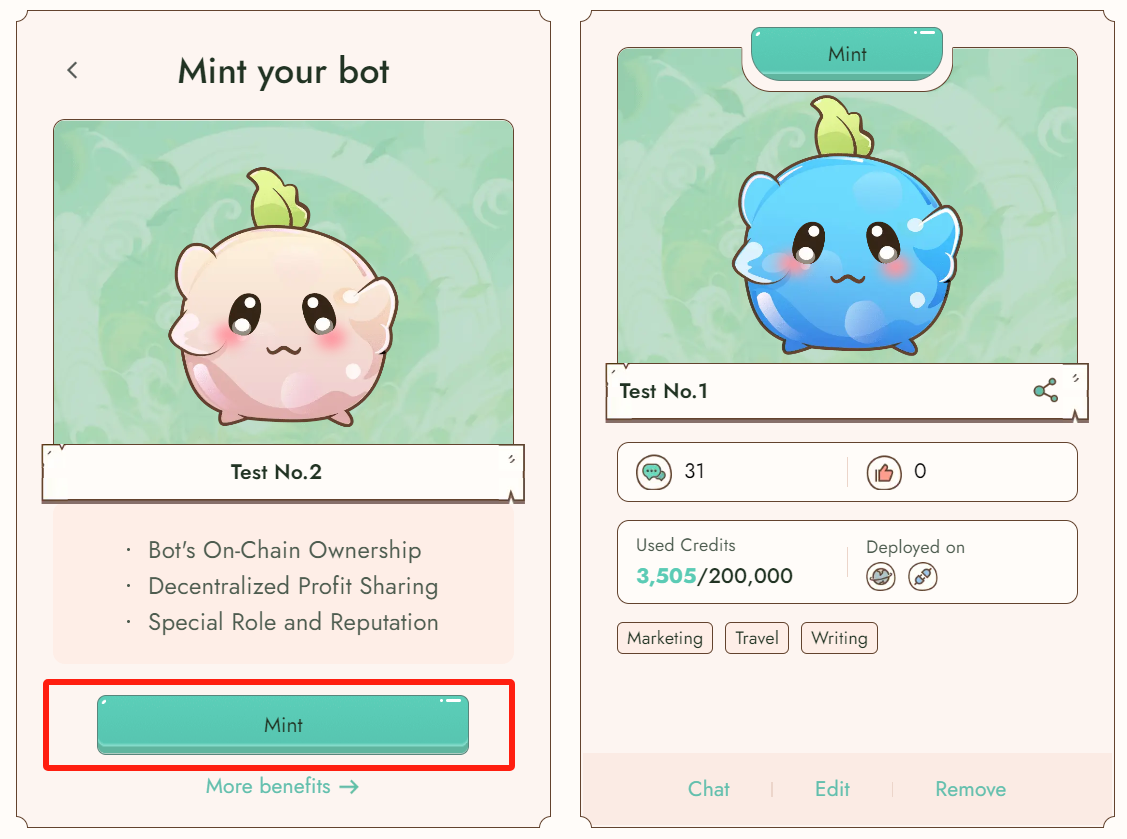 Mint your bot
Test No.2
· Bot's On-Chain Ownership
· Decentralized Profit Sharing
· Special Role and Reputation
Mint
More benefits →
Mint
Test No.1
31 0
Used Credits Deployed on
3,505/200,000
Marketing Travel Writing
Chat Edit Remove